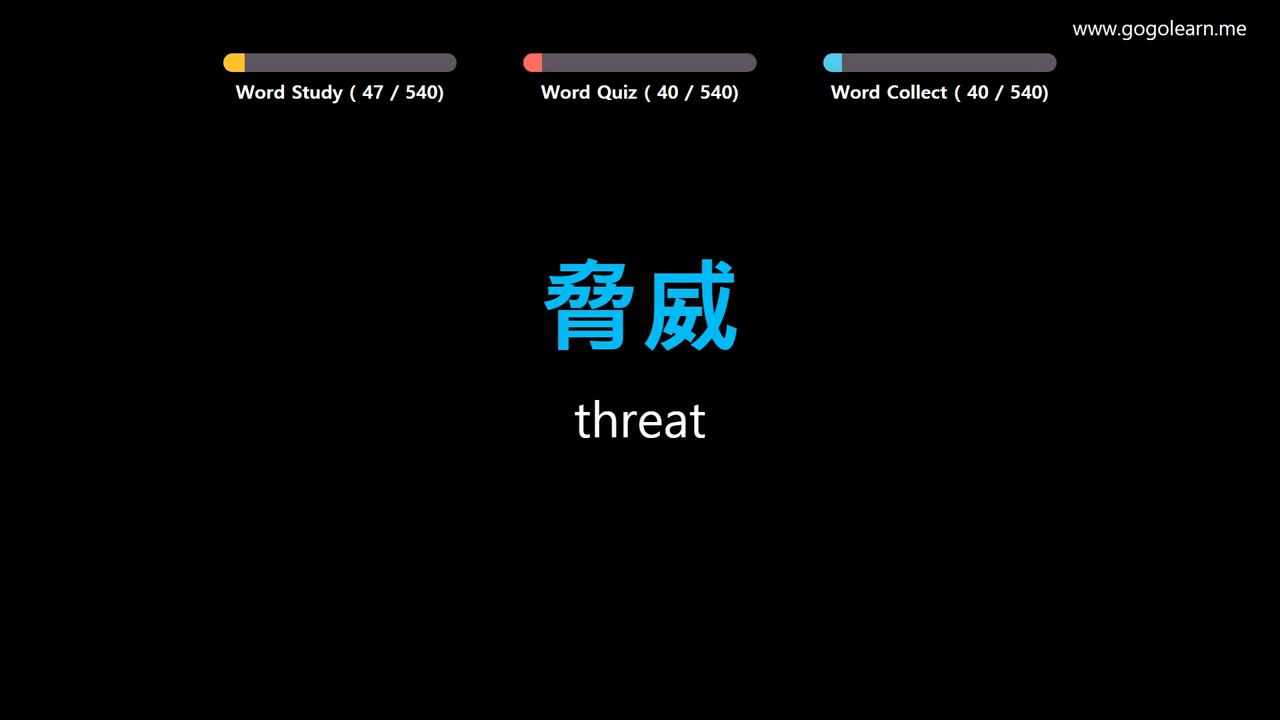 www.gogolearn.me
Word Study ( 47 / 540)
Word Quiz ( 40 / 540)
Word Collect ( 40 / 540)
脅威
threat